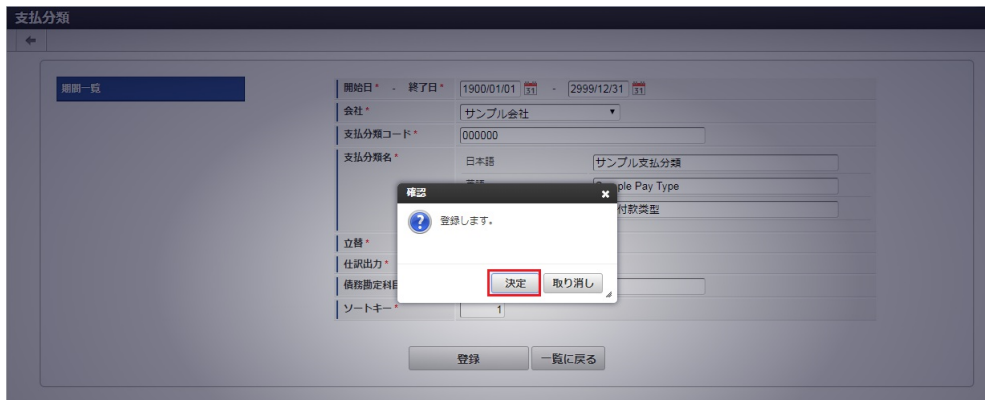 支払分類
期間一覧
開始日* - 終了日* 1900/01/01 31 - 2999/12/31 31
会社* サンプル会社
支払分類コード* 000000
支払分類名* 日本語 サンプル支払分類
ple Pay Type
付款类型
確認
登録します。
決定 取り消し
立替*
仕訳出力*
債務勘定科目
ソートキー* 1
登録 一覧に戻る